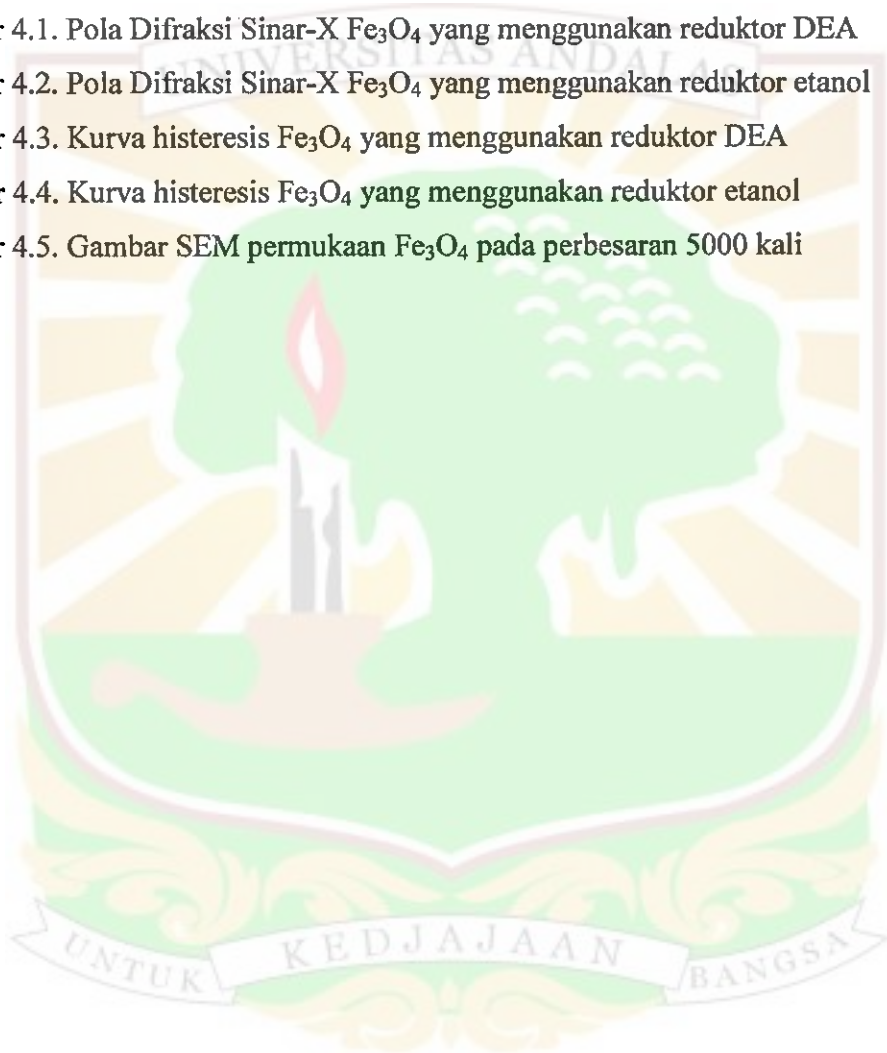 r 4.1. Pola Difraksi Sinar-X Fe₃O₄ yang menggunakan reduktor DEA
UNIVERSITAS ANDALAS
r 4.2. Pola Difraksi Sinar-X Fe₃O₄ yang menggunakan reduktor etanol
r 4.3. Kurva histeresis Fe₃O₄ yang menggunakan reduktor DEA
r 4.4. Kurva histeresis Fe₃O₄ yang menggunakan reduktor etanol
r 4.5. Gambar SEM permukaan Fe₃O₄ pada perbesaran 5000 kali
UNTUK KEDJAJAAN BANGSA